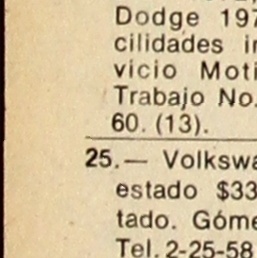 Dodge 197
cilidades i
vicio Moti
Trabajo No.
60. (13).
25.— Volkswa
estado $33
tado. Góme
Tel. 2-25-58